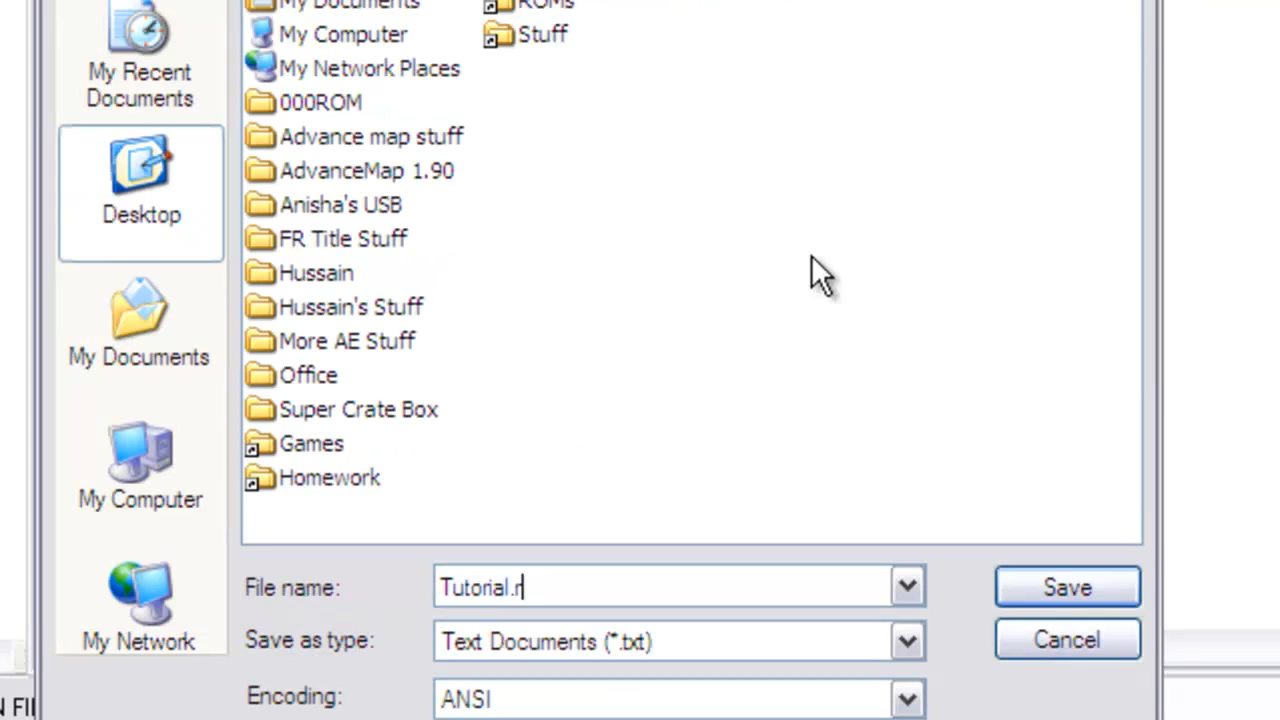 My Documents
ROMs
My Computer
Stuff
My Network Places
000ROM
Advance map stuff
AdvanceMap 1.90
Anisha's USB
FR Title Stuff
Hussain
Hussain's Stuff
More AE Stuff
Office
Super Crate Box
Games
Homework
My Recent
Documents
Desktop
My Documents
My Computer
My Network
File name:
Tutorial.r
Save
Save as type:
Text Documents (*.txt)
Cancel
Encoding:
ANSI
N FII